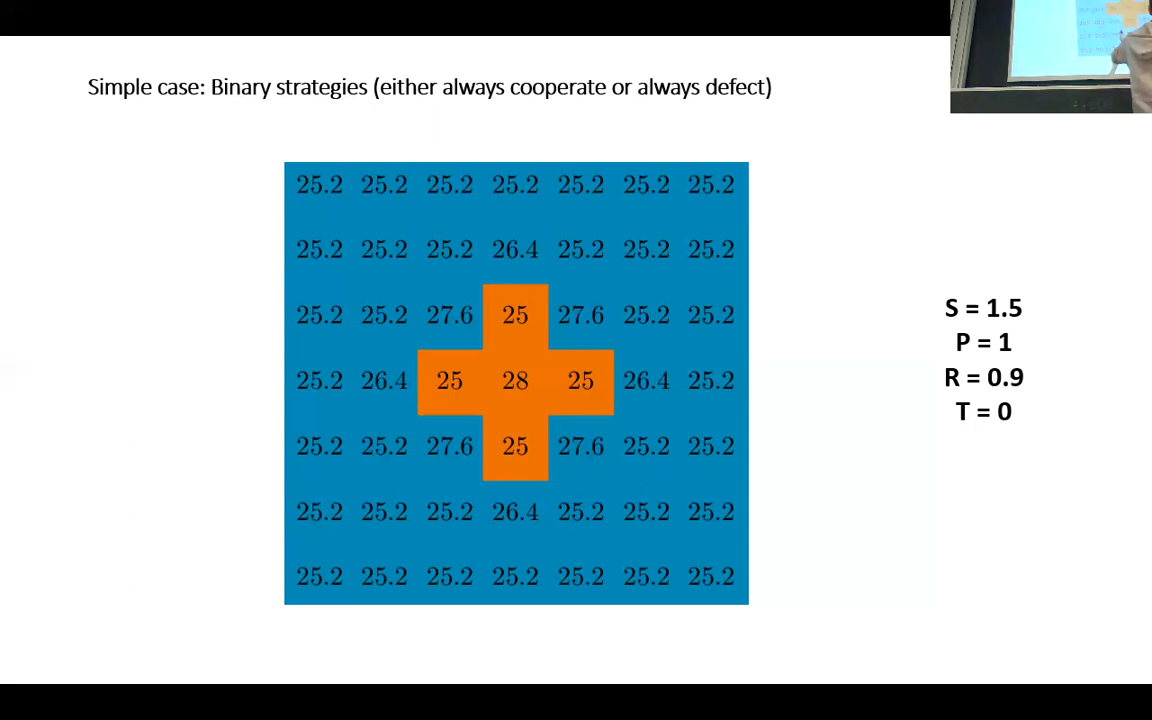 Simple case: Binary strategies (either always cooperate or always defect)
25.2 25.2 25.2 25.2 25.2 25.2 25.2
25.2 25.2 25.2 26.4 25.2 25.2 25.2
25.2 25.2 27.6 25 27.6 25.2 25.2
25.2 26.4 25 28 25 26.4 25.2
25.2 25.2 27.6 25 27.6 25.2 25.2
25.2 25.2 25.2 26.4 25.2 25.2 25.2
25.2 25.2 25.2 25.2 25.2 25.2 25.2
S = 1.5
P = 1
R = 0.9
T = 0